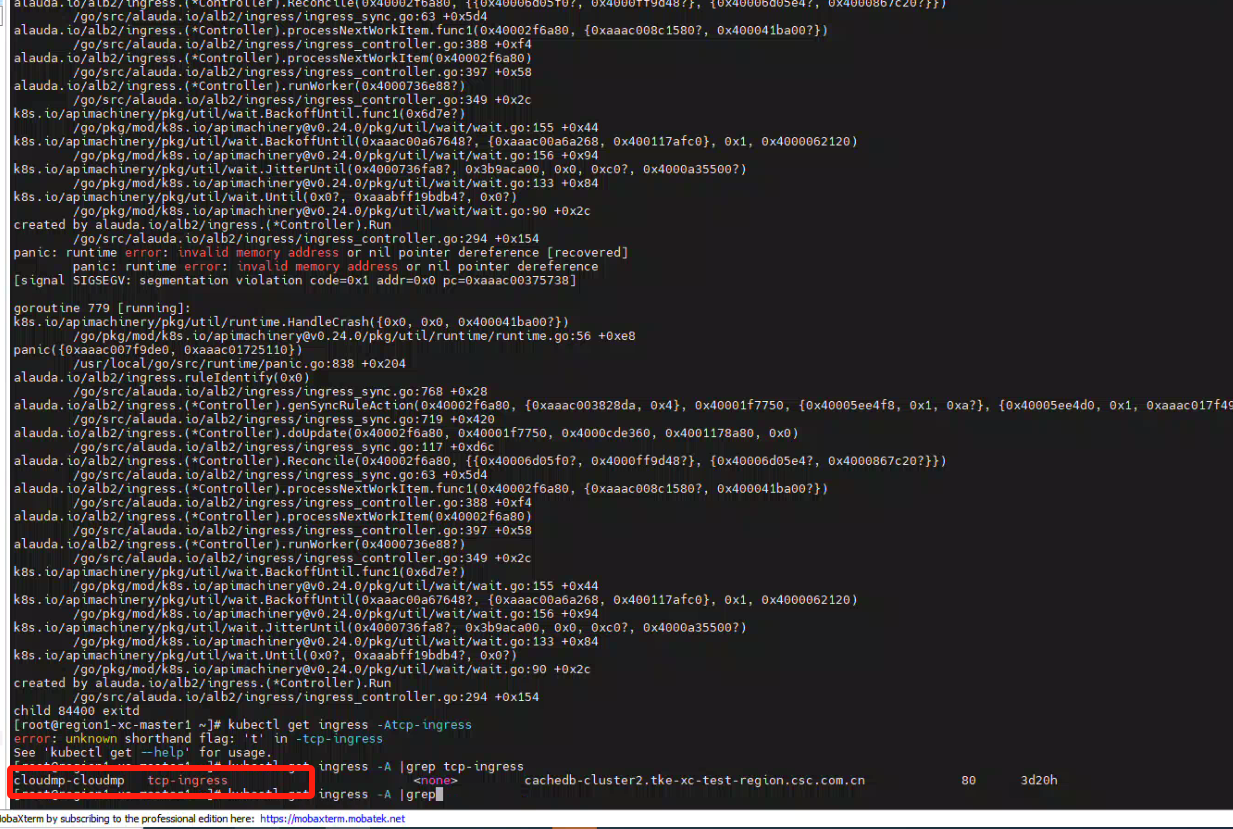 alauda.io/alb2/ingress.(*Controller).Reconcile(0x40002f6a80, {{0x40006d05f0?, 0x4000ff9d48?}, {0x40006d05e4?, 0x4000867c20?}})
/go/src/alauda.io/alb2/ingress/ingress_sync.go:63 +0x5d4
alauda.io/alb2/ingress.(*Controller).processNextWorkItem.func1(0x40002f6a80, {0xaaac008c1580?, 0x400041ba00?})
/go/src/alauda.io/alb2/ingress/ingress_controller.go:388 +0xf4
alauda.io/alb2/ingress.(*Controller).processNextWorkItem(0x40002f6a80)
/go/src/alauda.io/alb2/ingress/ingress_controller.go:397 +0x58
alauda.io/alb2/ingress.(*Controller).runWorker(0x4000736e88?)
/go/src/alauda.io/alb2/ingress/ingress_controller.go:349 +0x2c
k8s.io/apimachinery/pkg/util/wait.BackoffUntil.func1(0x6d7e?)
/go/pkg/mod/k8s.io/apimachinery@v0.24.0/pkg/util/wait/wait.go:155 +0x44
k8s.io/apimachinery/pkg/util/wait.BackoffUntil(0xaaac00a67648?, {0xaaac00a6a268, 0x400117afc0}, 0x1, 0x4000062120)
/go/pkg/mod/k8s.io/apimachinery@v0.24.0/pkg/util/wait/wait.go:156 +0x94
k8s.io/apimachinery/pkg/util/wait.JitterUntil(0x4000736fa8?, 0x3b9aca00, 0x0, 0xc0?, 0x4000a35500?)
/go/pkg/mod/k8s.io/apimachinery@v0.24.0/pkg/util/wait/wait.go:133 +0x84
k8s.io/apimachinery/pkg/util/wait.Until(0x0?, 0xaaabff19bdb4?, 0x0?)
/go/pkg/mod/k8s.io/apimachinery@v0.24.0/pkg/util/wait/wait.go:90 +0x2c
created by alauda.io/alb2/ingress.(*Controller).Run
/go/src/alauda.io/alb2/ingress/ingress_controller.go:294 +0x154
panic: runtime error: invalid memory address or nil pointer dereference [recovered]
panic: runtime error: invalid memory address or nil pointer dereference
[signal SIGSEGV: segmentation violation code=0x1 addr=0x0 pc=0xaaac00375738]
goroutine 779 [running]:
k8s.io/apimachinery/pkg/util/runtime.HandleCrash({0x0, 0x0, 0x400041ba00?})
/go/pkg/mod/k8s.io/apimachinery@v0.24.0/pkg/util/runtime/runtime.go:56 +0xe8
panic({0xaaac007f9de0, 0xaaac01725110})
/usr/local/go/src/runtime/panic.go:838 +0x204
alauda.io/alb2/ingress.ruleIdentify(0x0)
/go/src/alauda.io/alb2/ingress/ingress_sync.go:768 +0x28
alauda.io/alb2/ingress.(*Controller).genSyncRuleAction(0x40002f6a80, {0xaaac003828da, 0x4}, 0x40001f7750, {0x40005ee4f8, 0x1, 0xa?}, {0x40005ee4d0, 0x1, 0xaaac017f49
/go/src/alauda.io/alb2/ingress/ingress_sync.go:719 +0x420
alauda.io/alb2/ingress.(*Controller).doUpdate(0x40002f6a80, 0x40001f7750, 0x4000cde360, 0x4001178a80, 0x0)
/go/src/alauda.io/alb2/ingress/ingress_sync.go:117 +0xd6c
alauda.io/alb2/ingress.(*Controller).Reconcile(0x40002f6a80, {{0x40006d05f0?, 0x4000ff9d48?}, {0x40006d05e4?, 0x4000867c20?}})
/go/src/alauda.io/alb2/ingress/ingress_sync.go:63 +0x5d4
alauda.io/alb2/ingress.(*Controller).processNextWorkItem.func1(0x40002f6a80, {0xaaac008c1580?, 0x400041ba00?})
/go/src/alauda.io/alb2/ingress/ingress_controller.go:388 +0xf4
alauda.io/alb2/ingress.(*Controller).processNextWorkItem(0x40002f6a80)
/go/src/alauda.io/alb2/ingress/ingress_controller.go:397 +0x58
alauda.io/alb2/ingress.(*Controller).runWorker(0x4000736e88?)
/go/src/alauda.io/alb2/ingress/ingress_controller.go:349 +0x2c
k8s.io/apimachinery/pkg/util/wait.BackoffUntil.func1(0x6d7e?)
/go/pkg/mod/k8s.io/apimachinery@v0.24.0/pkg/util/wait/wait.go:155 +0x44
k8s.io/apimachinery/pkg/util/wait.BackoffUntil(0xaaac00a67648?, {0xaaac00a6a268, 0x400117afc0}, 0x1, 0x4000062120)
/go/pkg/mod/k8s.io/apimachinery@v0.24.0/pkg/util/wait/wait.go:156 +0x94
k8s.io/apimachinery/pkg/util/wait.JitterUntil(0x4000736fa8?, 0x3b9aca00, 0x0, 0xc0?, 0x4000a35500?)
/go/pkg/mod/k8s.io/apimachinery@v0.24.0/pkg/util/wait/wait.go:133 +0x84
k8s.io/apimachinery/pkg/util/wait.Until(0x0?, 0xaaabff19bdb4?, 0x0?)
/go/pkg/mod/k8s.io/apimachinery@v0.24.0/pkg/util/wait/wait.go:90 +0x2c
created by alauda.io/alb2/ingress.(*Controller).Run
/go/src/alauda.io/alb2/ingress/ingress_controller.go:294 +0x154
child 84400 exitd
[root@region1-xc-master1 ~]# kubectl get ingress -Atcp-ingress
error: unknown shorthand flag: 't' in -tcp-ingress
See 'kubectl get --help' for usage.
[root@region1-xc-master1 ~]# kubectl get ingress -A |grep tcp-ingress
cloudmp-cloudmp tcp-ingress <none> cachedb-cluster2.tke-xc-test-region.csc.com.cn 80 3d20h
[root@region1-xc-master1 ~]# kubectl get ingress -A |grep
MobaXterm by subscribing to the professional edition here: https://mobaxterm.mobatek.net